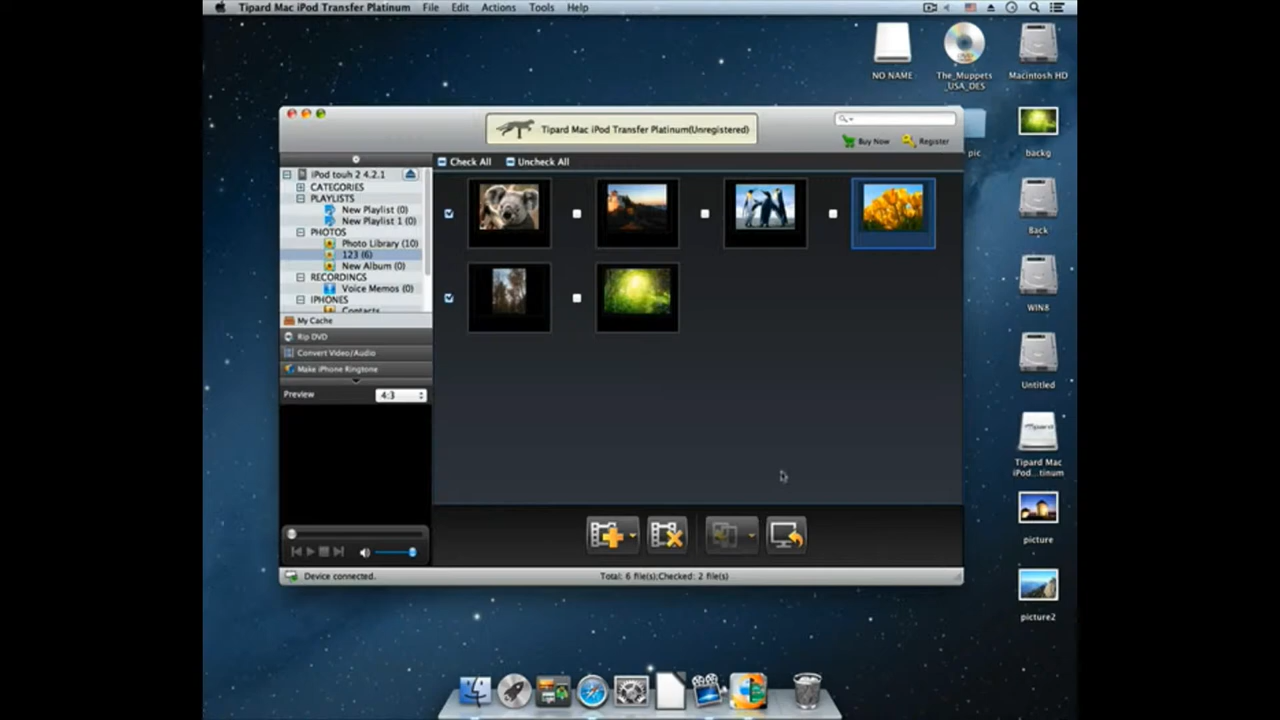 Tipard Mac iPod Transfer Platinum File Edit Actions Tools Help
NO NAME
The_Muppets
_USA_DES
Macintosh HD
Tipard Mac iPod Transfer Platinum(Unregistered)
Buy Now
Register
pic
backg
Check All
Uncheck All
iPod touh 2 4.2.1
CATEGORIES
PLAYLISTS
New Playlist (0)
New Playlist 1 (0)
PHOTOS
Photo Library (10)
123 (6)
New Album (0)
RECORDINGS
Voice Memos (0)
IPHONES
Contacts
My Cache
Rip DVD
Convert Video/Audio
Make iPhone Ringtone
Preview
4:3
Back
WIN8
Untitled
Tipard
Tipard Mac
iPod...tinum
picture
picture2
Device connected.
Total: 6 file(s);Checked: 2 file(s)